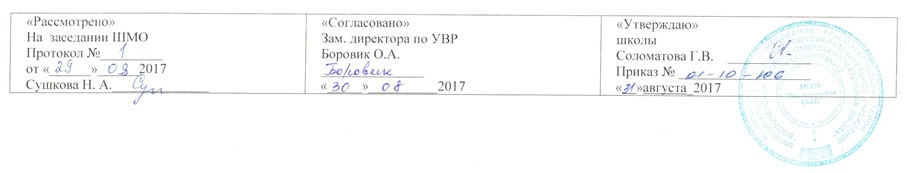 «Рассмотрено»
На заседании ШМО
Протокол № 1
от « 29 » 08 2017
Сушкова Н. А.
«Согласовано»
Зам. директора по УВР
Боровик О.А.
Боровик
« 30 » 08 2017
«Утверждаю»
школы
Соломатова Г.В.
Приказ № 01-10-106
«31»августа 2017